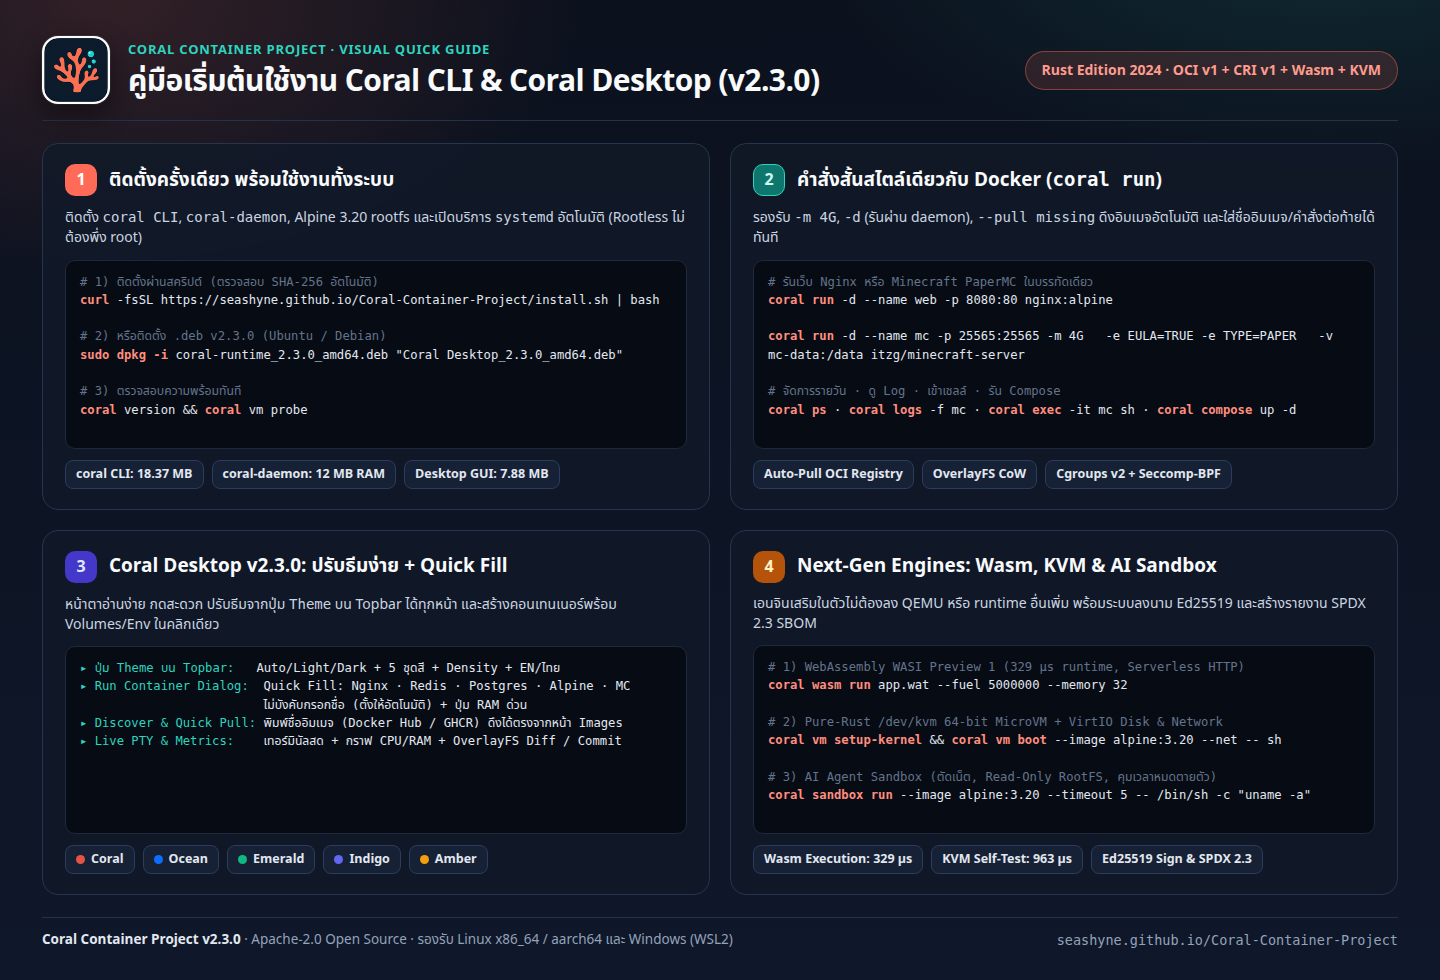 CORAL CONTAINER PROJECT · VISUAL QUICK GUIDE
คู่มือเริ่มต้นใช้งาน Coral CLI & Coral Desktop (v2.3.0)
Rust Edition 2024 · OCI v1 + CRI v1 + Wasm + KVM
1 ติดตั้งครั้งเดียว พร้อมใช้งานทั้งระบบ
ติดตั้ง coral CLI, coral-daemon, Alpine 3.20 rootfs และเปิดบริการ systemd อัตโนมัติ (Rootless ไม่
ต้องพึ่ง root)
# 1) ติดตั้งผ่านสคริปต์ (ตรวจสอบ SHA-256 อัตโนมัติ)
curl -fsSL https://seashyne.github.io/Coral-Container-Project/install.sh | bash
# 2) หรือติดตั้ง .deb v2.3.0 (Ubuntu / Debian)
sudo dpkg -i coral-runtime_2.3.0_amd64.deb "Coral Desktop_2.3.0_amd64.deb"
# 3) ตรวจสอบความพร้อมทันที
coral version && coral vm probe
coral CLI: 18.37 MB
coral-daemon: 12 MB RAM
Desktop GUI: 7.88 MB
2 คำสั่งสั้นสไตล์เดียวกับ Docker (coral run)
รองรับ -m 4G, -d (รันผ่าน daemon), --pull missing ดึงอิมเมจอัตโนมัติ และใส่ชื่ออิมเมจ/คำสั่งต่อท้ายได้
ทันที
# รันเว็บ Nginx หรือ Minecraft PaperMC ในบรรทัดเดียว
coral run -d --name web -p 8080:80 nginx:alpine
coral run -d --name mc -p 25565:25565 -m 4G   -e EULA=TRUE -e TYPE=PAPER   -v
mc-data:/data itzg/minecraft-server
# จัดการรายวัน · ดู Log · เข้าเชลล์ · รัน Compose
coral ps · coral logs -f mc · coral exec -it mc sh · coral compose up -d
Auto-Pull OCI Registry
OverlayFS CoW
Cgroups v2 + Seccomp-BPF
3 Coral Desktop v2.3.0: ปรับธีมง่าย + Quick Fill
หน้าตาอ่านง่าย กดสะดวก ปรับธีมจากปุ่ม Theme บน Topbar ได้ทุกหน้า และสร้างคอนเทนเนอร์พร้อม
Volumes/Env ในคลิกเดียว
▸ ปุ่ม Theme บน Topbar:   Auto/Light/Dark + 5 ชุดสี + Density + EN/ไทย
▸ Run Container Dialog:  Quick Fill: Nginx · Redis · Postgres · Alpine · MC
ไม่บังคับกรอกชื่อ (ตั้งให้อัตโนมัติ) + ปุ่ม RAM ด่วน
▸ Discover & Quick Pull: พิมพ์ชื่ออิมเมจ (Docker Hub / GHCR) ดึงได้ตรงจากหน้า Images
▸ Live PTY & Metrics:    เทอร์มินัลสด + กราฟ CPU/RAM + OverlayFS Diff / Commit
Coral
Ocean
Emerald
Indigo
Amber
4 Next-Gen Engines: Wasm, KVM & AI Sandbox
เอนจินเสริมในตัวไม่ต้องลง QEMU หรือ runtime อื่นเพิ่ม พร้อมระบบลงนาม Ed25519 และสร้างรายงาน SPDX
2.3 SBOM
# 1) WebAssembly WASI Preview 1 (329 µs runtime, Serverless HTTP)
coral wasm run app.wat --fuel 5000000 --memory 32
# 2) Pure-Rust /dev/kvm 64-bit MicroVM + VirtIO Disk & Network
coral vm setup-kernel && coral vm boot --image alpine:3.20 --net -- sh
# 3) AI Agent Sandbox (ตัดเน็ต, Read-Only RootFS, คุมเวลาหมดตายตัว)
coral sandbox run --image alpine:3.20 --timeout 5 -- /bin/sh -c "uname -a"
Wasm Execution: 329 µs
KVM Self-Test: 963 µs
Ed25519 Sign & SPDX 2.3
Coral Container Project v2.3.0 · Apache-2.0 Open Source · รองรับ Linux x86_64 / aarch64 และ Windows (WSL2)
seashyne.github.io/Coral-Container-Project